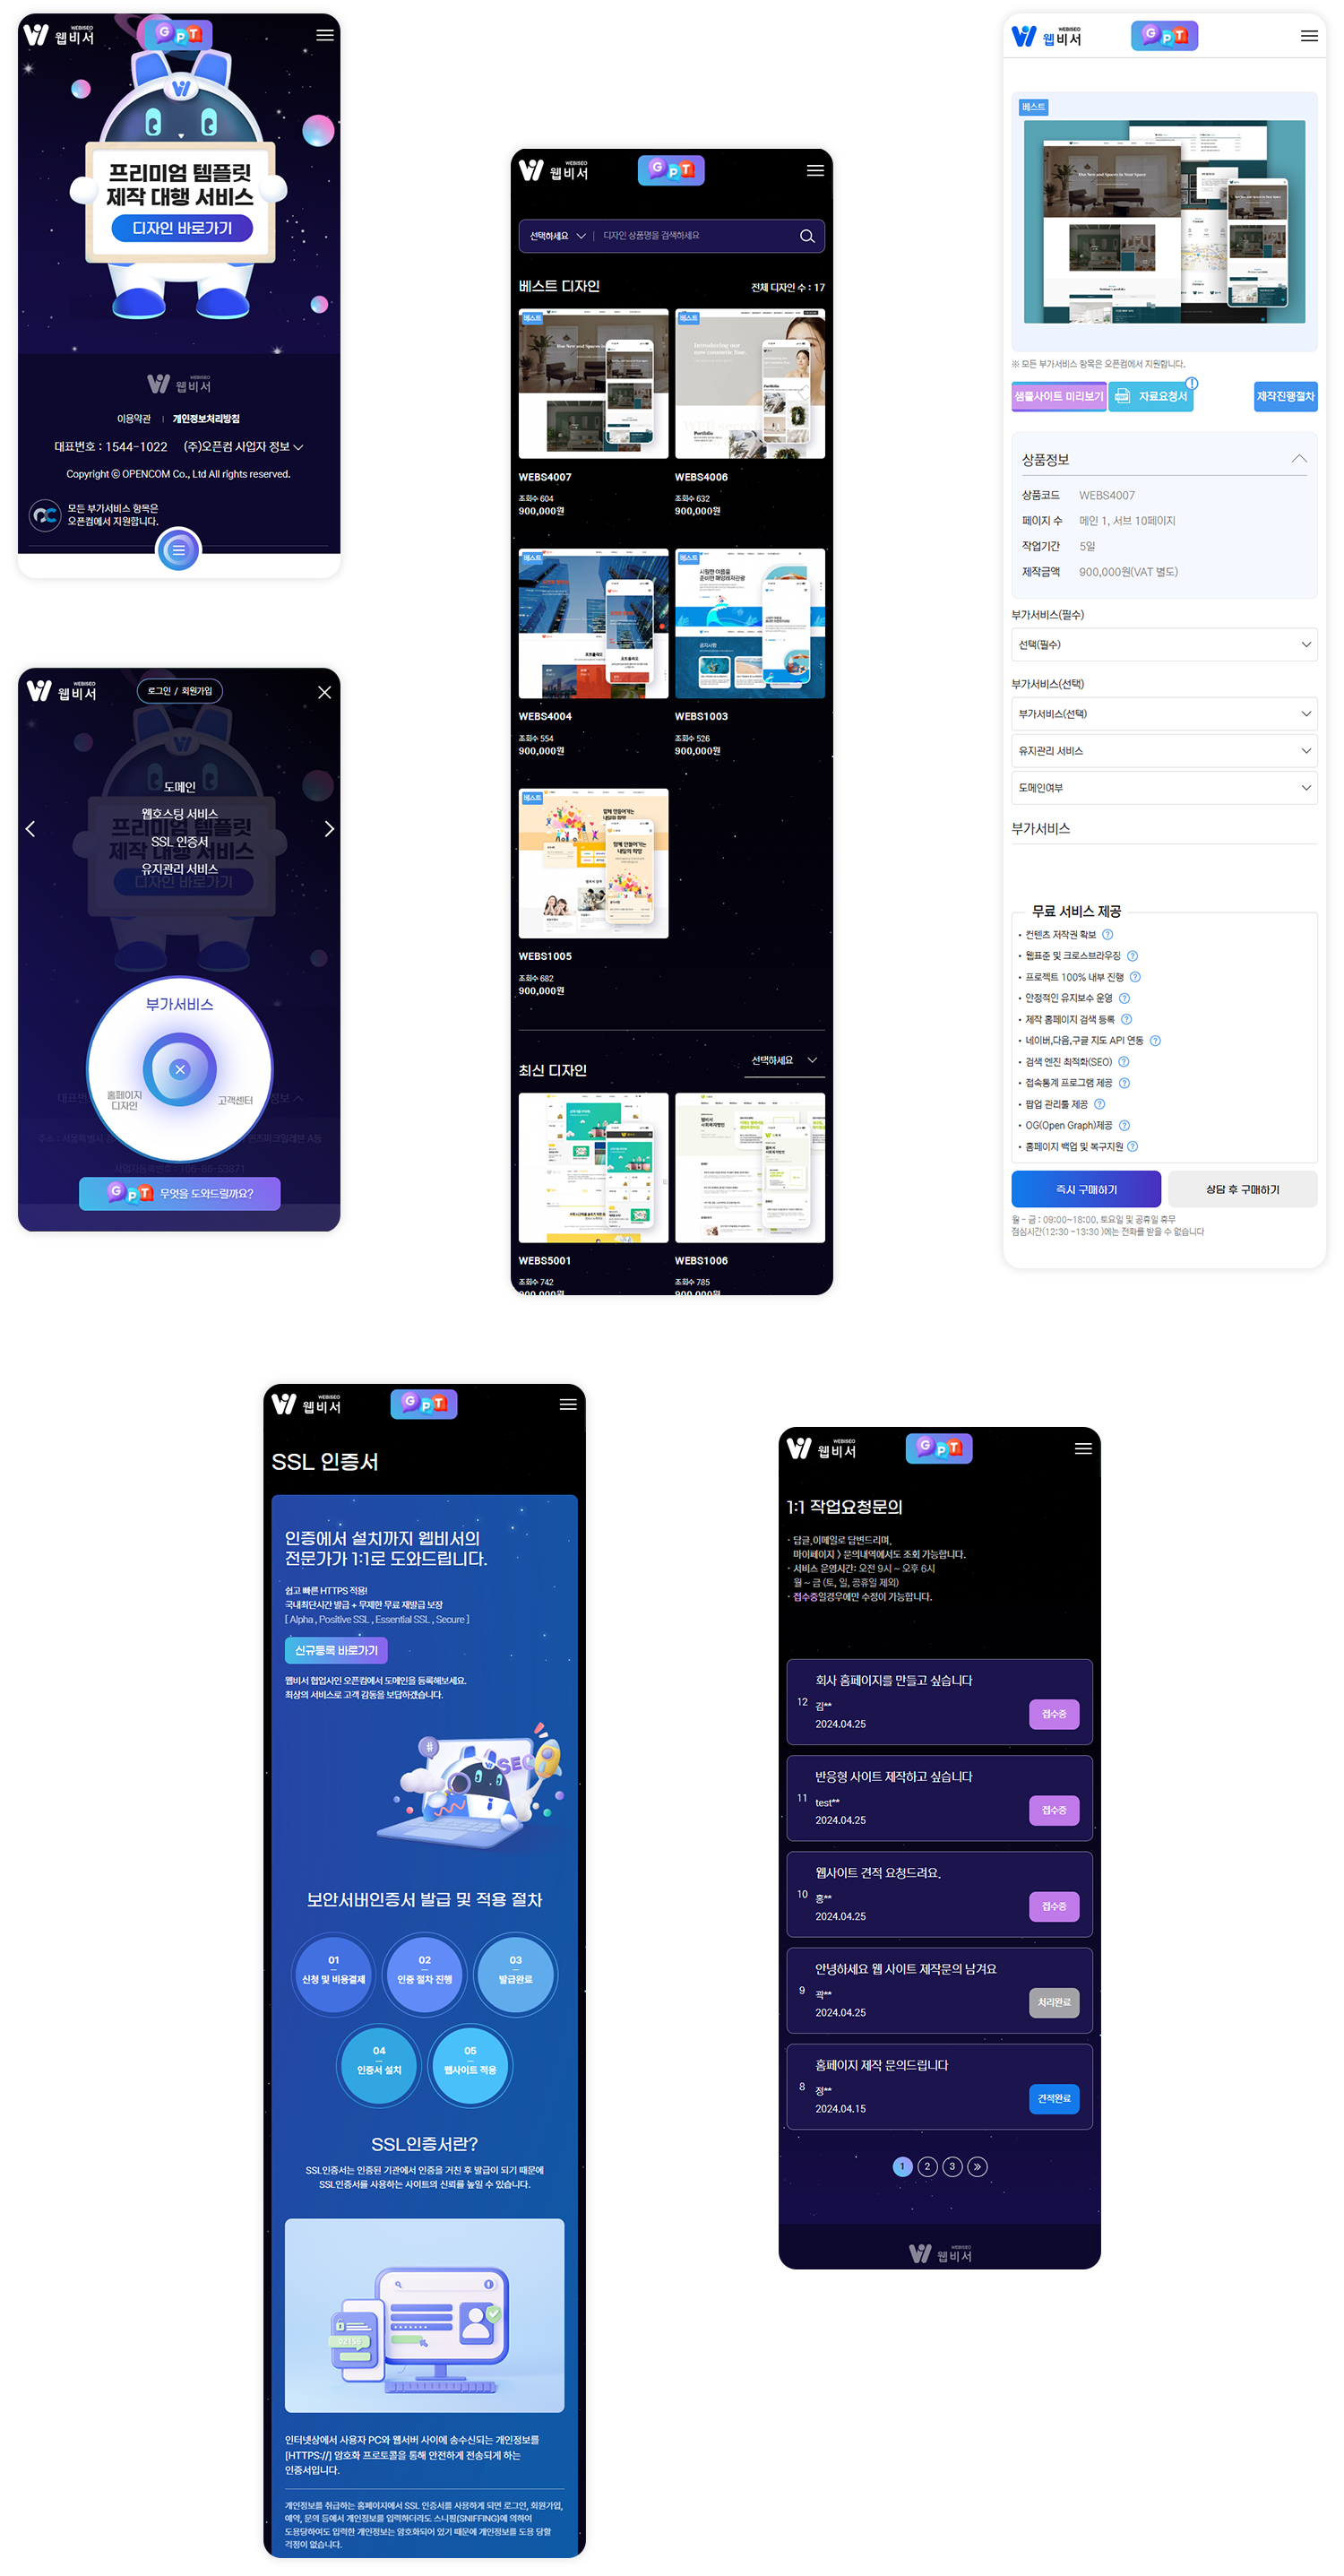 WEBISEO
웹비서
GPT
프리미엄 템플릿
제작 대행 서비스
디자인 바로가기
WEBISEO
웹비서
이용약관 | 개인정보처리방침
대표번호 : 1544-1022 (주)오픈컴 사업자 정보
Copyright ⓒ OPENCOM Co., Ltd All rights reserved.
모든 부가서비스 항목은
오픈컴에서 지원합니다.
WEBISEO
웹비서
로그인 / 회원가입
도메인
웹호스팅 서비스
SSL 인증서
유지관리 서비스
프리미엄 템플릿
제작 대행 서비스
디자인 바로가기
부가서비스
홈페이지
디자인
고객센터
GPT 무엇을 도와드릴까요?
WEBISEO
웹비서
GPT
선택하세요 | 디자인 상품명을 검색하세요
베스트 디자인
전체 디자인 수 : 17
베스트
베스트
WEBS4007
조회수 604
900,000원
WEBS4006
조회수 632
900,000원
베스트
베스트
WEBS4004
조회수 554
900,000원
WEBS1003
조회수 526
900,000원
베스트
WEBS1005
조회수 682
900,000원
최신 디자인
선택하세요
WEBS5001
조회수 742
900,000원
WEBS1006
조회수 785
900,000원
WEBISEO
웹비서
GPT
베스트
※ 모든 부가서비스 항목은 오픈컴에서 지원합니다.
샘플사이트 미리보기
자료요청서
!
제작진행절차
상품정보
상품코드 WEBS4007
페이지 수 메인 1, 서브 10페이지
작업기간 5일
제작금액 900,000원(VAT 별도)
부가서비스(필수)
선택(필수)
부가서비스(선택)
부가서비스(선택)
유지관리 서비스
도메인여부
부가서비스
무료 서비스 제공
• 컨텐츠 저작권 확보 ?
• 웹표준 및 크로스브라우징 ?
• 프로젝트 100% 내부 진행 ?
• 안정적인 유지보수 운영 ?
• 제작 홈페이지 검색 등록 ?
• 네이버,다음,구글 지도 API 연동 ?
• 검색 엔진 최적화(SEO) ?
• 접속통계 프로그램 제공 ?
• 팝업 관리툴 제공 ?
• OG(Open Graph)제공 ?
• 홈페이지 백업 및 복구지원 ?
즉시 구매하기
상담 후 구매하기
월 - 금 : 09:00~18:00, 토요일 및 공휴일 휴무
점심시간(12:30 ~13:30 )에는 전화를 받을 수 없습니다
WEBISEO
웹비서
GPT
SSL 인증서
인증에서 설치까지 웹비서의
전문가가 1:1로 도와드립니다.
쉽고 빠른 HTTPS 적용!
국내최단시간 발급 + 무제한 무료 재발급 보장
[ Alpha , Positive SSL , Essential SSL , Secure ]
신규등록 바로가기
웹비서 협업사인 오픈컴에서 도메인을 등록해보세요.
최상의 서비스로 고객 감동을 보답하겠습니다.
#
SEO
보안서버인증서 발급 및 적용 절차
01
신청 및 비용결제
02
인증 절차 진행
03
발급완료
04
인증서 설치
05
웹사이트 적용
SSL인증서란?
SSL인증서는 인증된 기관에서 인증을 거친 후 발급이 되기 때문에
SSL인증서를 사용하는 사이트의 신뢰를 높일 수 있습니다.
02156
인터넷상에서 사용자 PC와 웹서버 사이에 송수신되는 개인정보를
[HTTPS://] 암호화 프로토콜을 통해 안전하게 전송되게 하는
인증서입니다.
개인정보를 취급하는 홈페이지에서 SSL 인증서를 사용하게 되면 로그인, 회원가입,
예약, 문의 등에서 개인정보를 입력하더라도 스니핑(SNIFFING)에 의하여
도용당하여도 입력한 개인정보는 암호화되어 있기 때문에 개인정보를 도용 당할
걱정이 없습니다.
WEBISEO
웹비서
GPT
1:1 작업요청문의
· 답글,이메일로 답변드리며,
마이페이지 > 문의내역에서도 조회 가능합니다.
· 서비스 운영시간: 오전 9시 ~ 오후 6시
월 ~ 금 (토, 일, 공휴일 제외)
· 접수중일경우에만 수정이 가능합니다.
12
회사 홈페이지를 만들고 싶습니다
김**
2024.04.25
접수중
11
반응형 사이트 제작하고 싶습니다
test**
2024.04.25
접수중
10
웹사이트 견적 요청드려요.
홍**
2024.04.25
접수중
9
안녕하세요 웹 사이트 제작문의 남겨요
곽**
2024.04.25
처리완료
8
홈페이지 제작 문의드립니다
정**
2024.04.15
견적완료
1 2 3 »
WEBISEO
웹비서